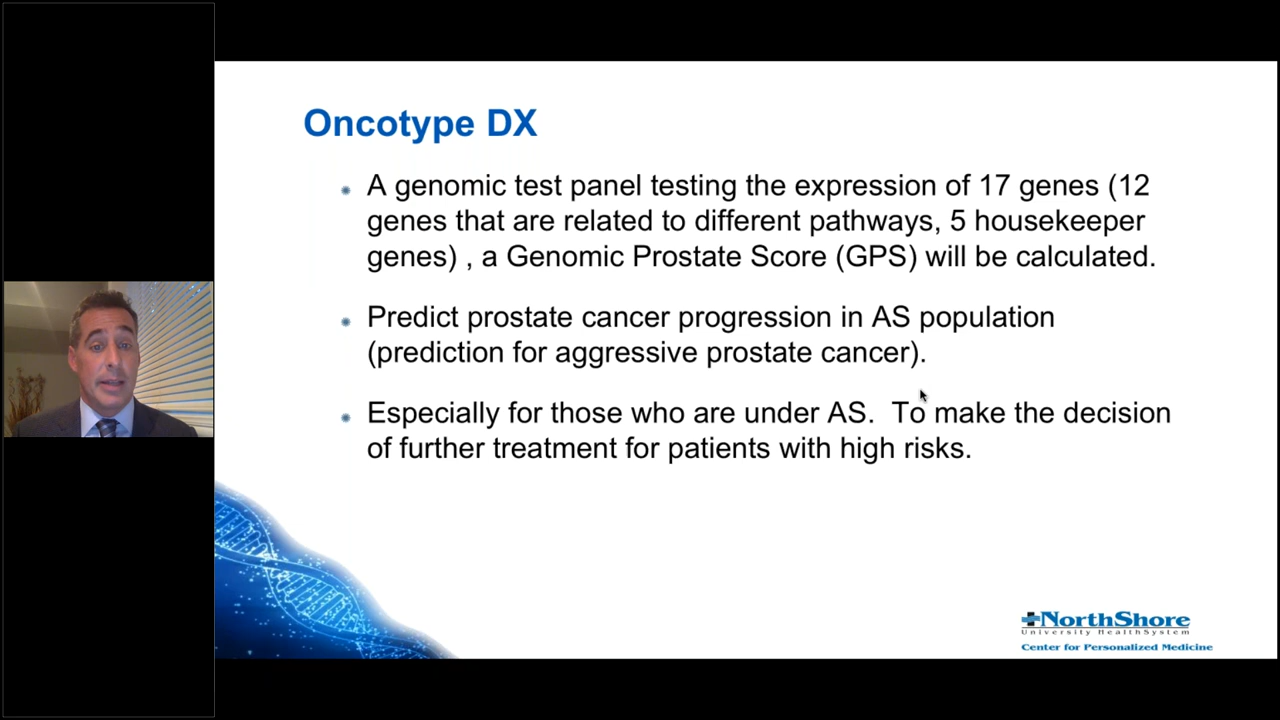 Oncotype DX
A genomic test panel testing the expression of 17 genes (12
genes that are related to different pathways, 5 housekeeper
genes) , a Genomic Prostate Score (GPS) will be calculated.
Predict prostate cancer progression in AS population
(prediction for aggressive prostate cancer).
Especially for those who are under AS.  To make the decision
of further treatment for patients with high risks.
NorthShore
University HealthSystem
Center for Personalized Medicine